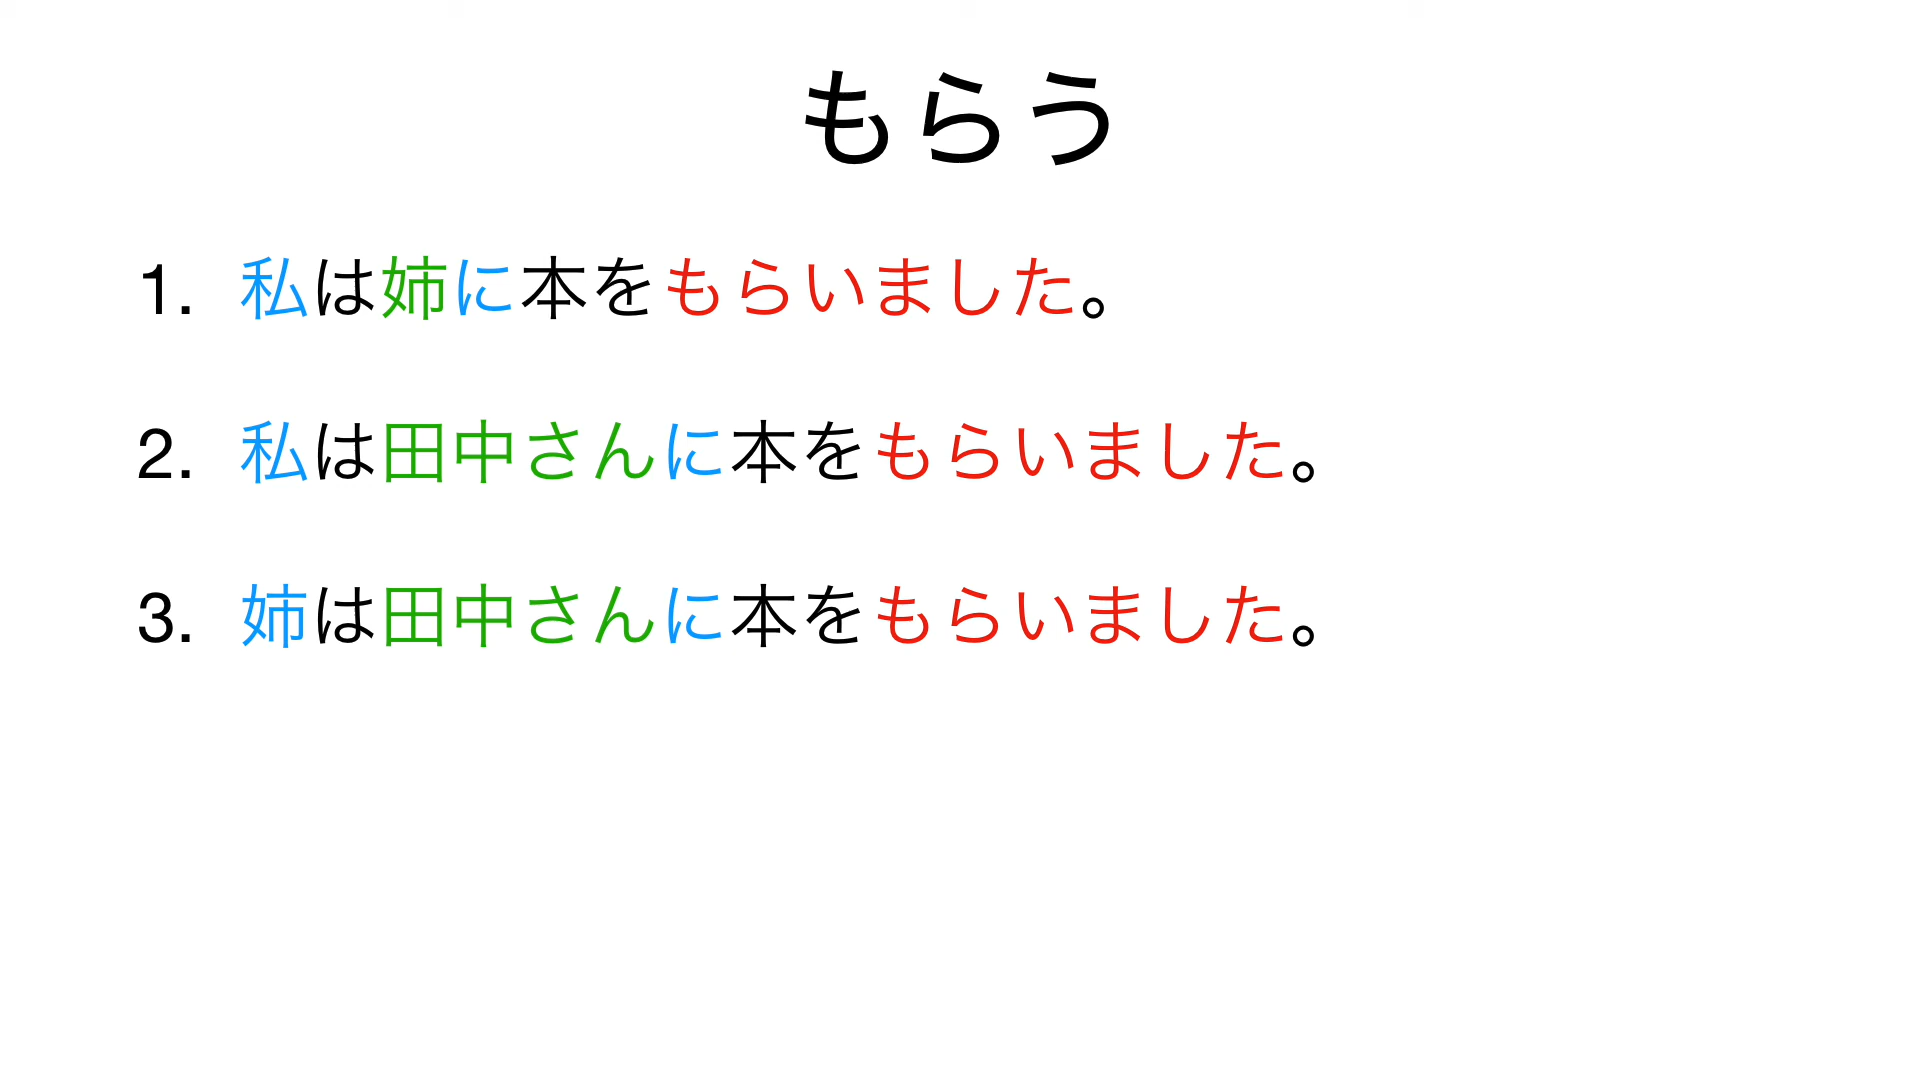 もらう
1. 私は姉に本をもらいました。
2. 私は田中さんに本をもらいました。
3. 姉は田中さんに本をもらいました。